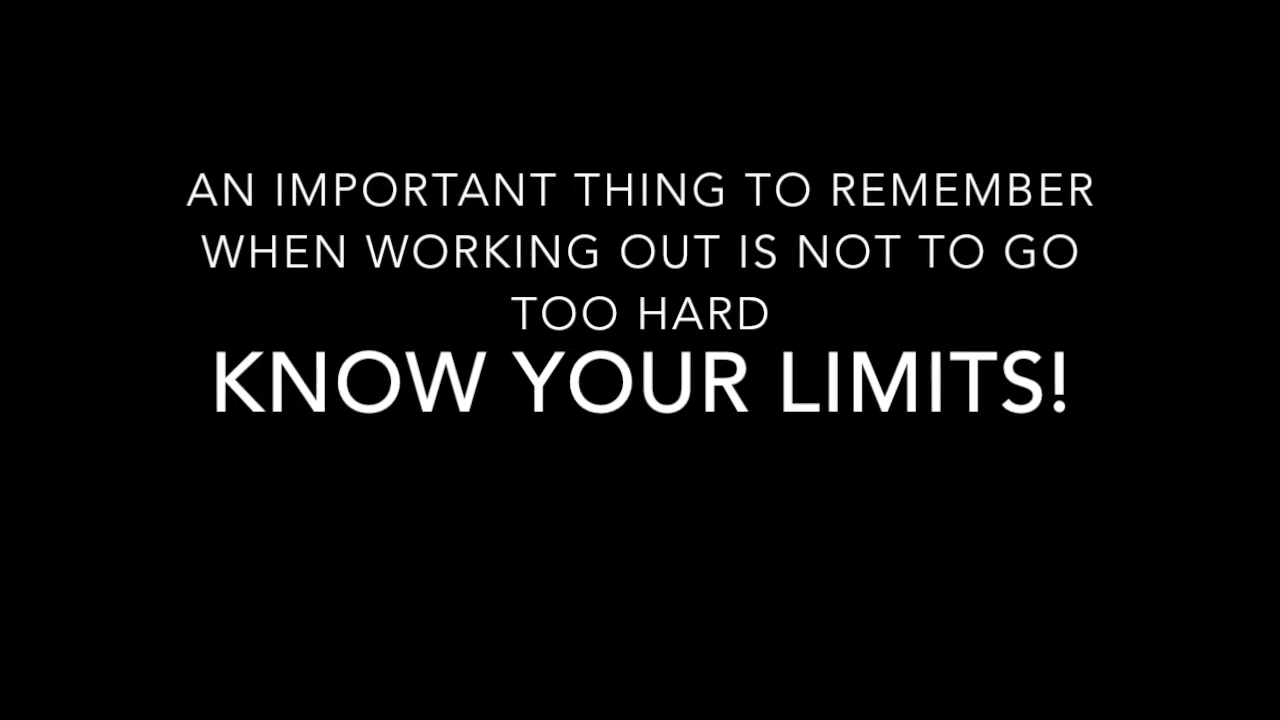 AN IMPORTANT THING TO REMEMBER
WHEN WORKING OUT IS NOT TO GO
TOO HARD
KNOW YOUR LIMITS!